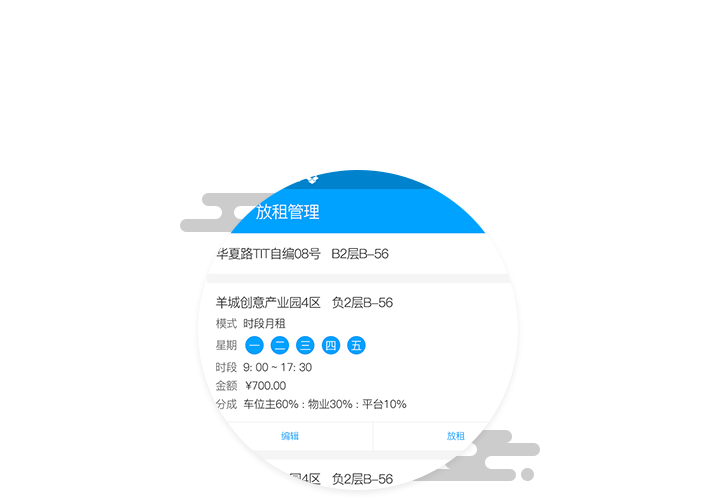 放租管理
华夏路TIT自编08号 B2层B-56
羊城创意产业园4区 负2层B-56
模式 时段月租
星期 一 二 三 四 五
时段 9: 00 ~ 17: 30
金额 ¥700.00
分成 车位主60% : 物业30% : 平台10%
编辑 放租
园4区 负2层B-56